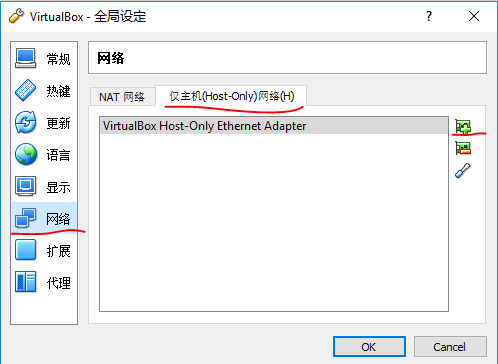 VirtualBox - 全局设定
?
常规
热键
更新
语言
显示
网络
扩展
代理
网络
NAT 网络
仅主机(Host-Only)网络(H)
VirtualBox Host-Only Ethernet Adapter
OK
Cancel